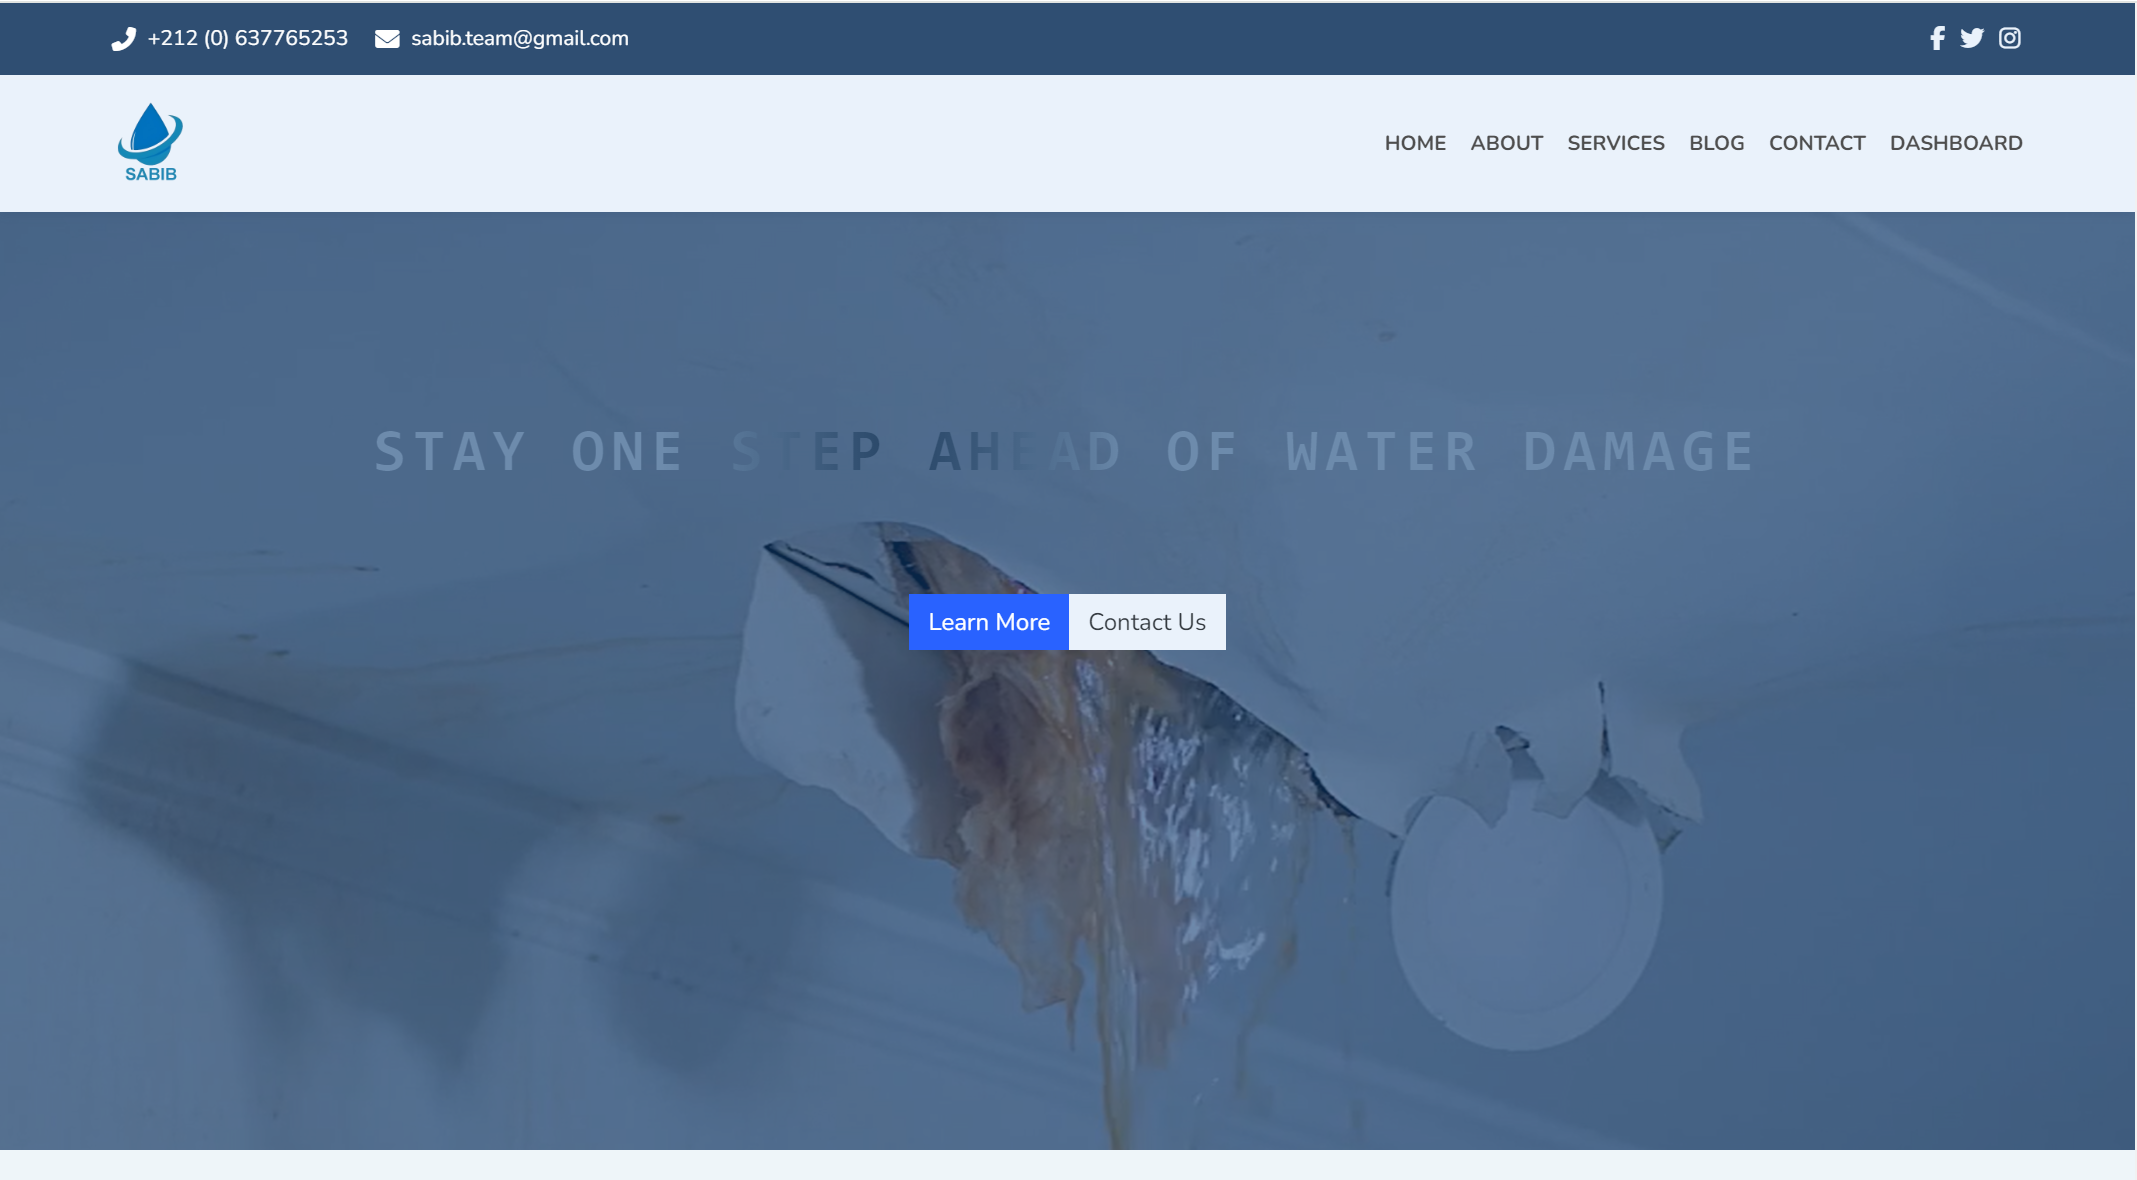 +212 (0) 637765253 sabib.team@gmail.com
SABIB
HOME ABOUT SERVICES BLOG CONTACT DASHBOARD
STAY ONE STEP AHEAD OF WATER DAMAGE
Learn More Contact Us